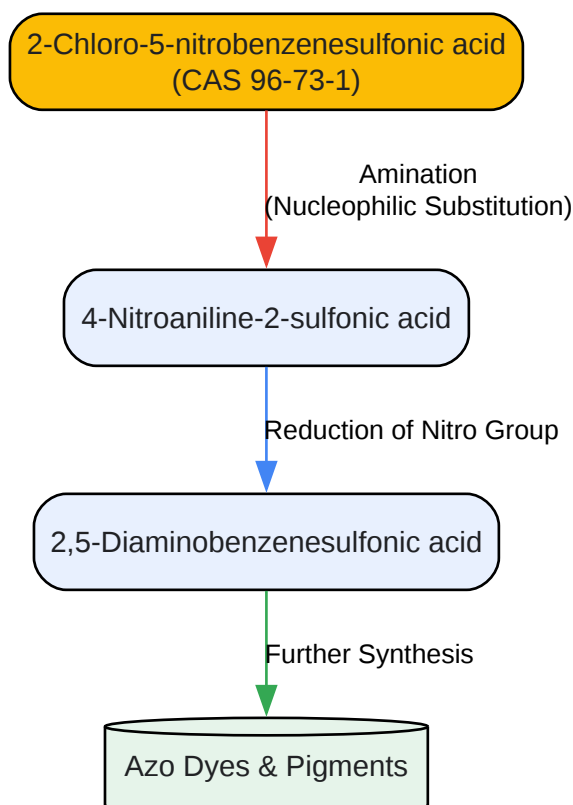 2-Chloro-5-nitrobenzenesulfonic acid
(CAS 96-73-1)
Amination
(Nucleophilic Substitution)
4-Nitroaniline-2-sulfonic acid
Reduction of Nitro Group
2,5-Diaminobenzenesulfonic acid
Further Synthesis
Azo Dyes & Pigments